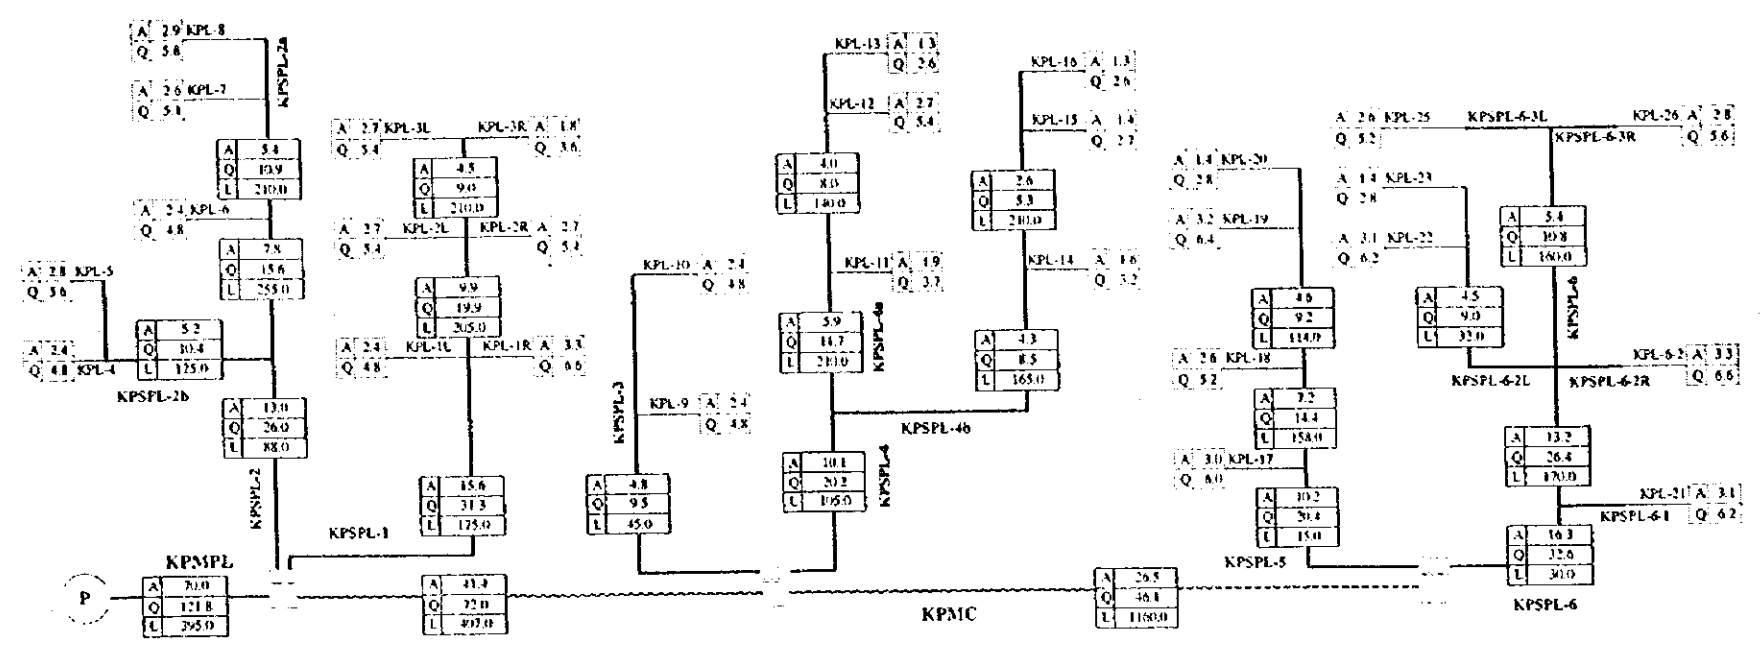 A 2.9 KPL-8
Q 5.8
KPSPL-2a
A 2.6 KPL-7
Q 5.1
A 5.4
Q 10.9
L 210.0
A 2.4 KPL-6
Q 4.8
A 7.8
Q 15.6
L 255.0
A 2.8 KPL-5
Q 5.6
A 5.2
Q 10.4
L 125.0
A 2.4
Q 4.8 KPL-4
KPSPL-2b
A 13.0
Q 26.0
L 88.0
KPSPL-2
A 2.7 KPL-3L
Q 5.4
KPL-3R A 1.8
Q 3.6
A 4.5
Q 9.0
L 210.0
A 2.7 KPL-2L
Q 5.4
KPL-2R A 2.7
Q 5.4
A 9.9
Q 19.9
L 205.0
A 2.4 KPL-1L
Q 4.8
KPL-1R A 3.3
Q 6.6
A 15.6
Q 31.3
L 175.0
KPSPL-1
KPMPL
P
A 70.0
Q 121.8
L 395.0
A 41.4
Q 72.0
L 407.0
KPL-10 A 2.4
Q 4.8
KPSPL-3
KPL-9 A 2.4
Q 4.8
A 4.8
Q 9.5
L 45.0
KPL-13 A 1.3
Q 2.6
KPL-12 A 2.7
Q 5.4
A 4.0
Q 8.0
L 140.0
KPL-11 A 1.9
Q 3.7
A 5.9
Q 11.7
L 210.0
KPSPL-4a
KPL-16 A 1.3
Q 2.6
KPL-15 A 1.4
Q 2.7
A 2.6
Q 5.3
L 210.0
KPL-14 A 1.6
Q 3.2
A 4.3
Q 8.5
L 165.0
KPSPL-4b
A 10.1
Q 20.2
L 105.0
KPSPL-4
KPMC
A 26.5
Q 46.1
L 1160.0
A 1.4 KPL-20
Q 2.8
A 3.2 KPL-19
Q 6.4
A 4.6
Q 9.2
L 114.0
A 2.6 KPL-18
Q 5.2
A 7.2
Q 14.4
L 158.0
A 3.0 KPL-17
Q 6.0
A 10.2
Q 20.4
L 15.0
KPSPL-5
A 2.6 KPL-25
Q 5.2
KPSPL-6-3L
KPL-26 A 2.8
Q 5.6
KPSPL-6-3R
A 1.4 KPL-23
Q 2.8
A 3.1 KPL-22
Q 6.2
A 5.4
Q 10.8
L 160.0
A 4.5
Q 9.0
L 32.0
KPSPL-6
KPL-6-2 A 3.3
Q 6.6
KPSPL-6-2L
KPSPL-6-2R
A 13.2
Q 26.4
L 170.0
KPL-21 A 3.1
Q 6.2
KPSPL-6-1
A 16.3
Q 32.6
L 30.0
KPSPL-6